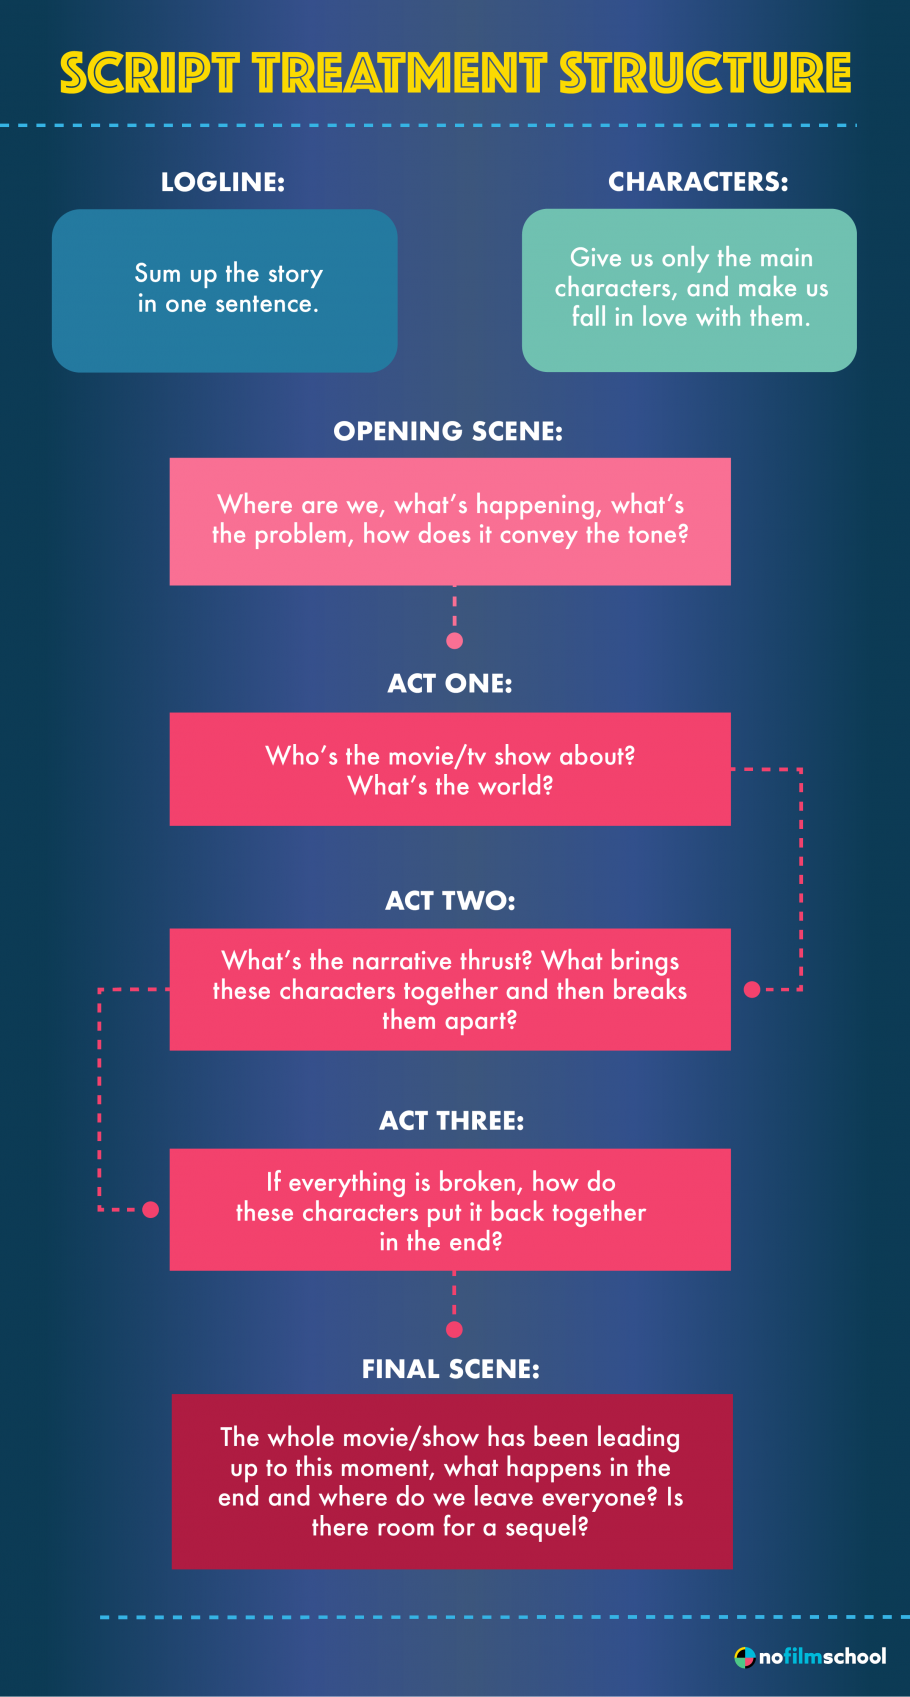 SCRIPT TREATMENT STRUCTURE
LOGLINE:
Sum up the story
in one sentence.
CHARACTERS:
Give us only the main
characters, and make us
fall in love with them.
OPENING SCENE:
Where are we, what's happening, what's
the problem, how does it convey the tone?
ACT ONE:
Who's the movie/tv show about?
What's the world?
ACT TWO:
What's the narrative thrust? What brings
these characters together and then breaks
them apart?
ACT THREE:
If everything is broken, how do
these characters put it back together
in the end?
FINAL SCENE:
The whole movie/show has been leading
up to this moment, what happens in the
end and where do we leave everyone? Is
there room for a sequel?
nofilmschool